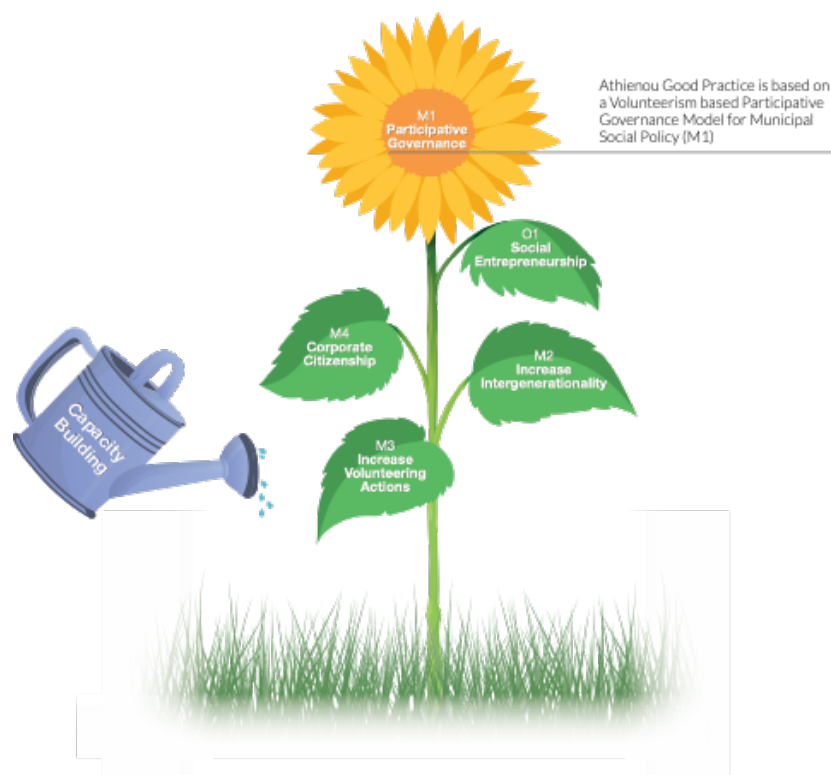 Athienou Good Practice is based on
a Volunteerism based Participative
Governance Model for Municipal
Social Policy (M1)
M1
Participative
Governance
O1
Social
Entrepreneurship
M4
Corporate
Citizenship
M2
Increase
Intergenerationality
Capacity
Building
M3
Increase
Volunteering
Actions